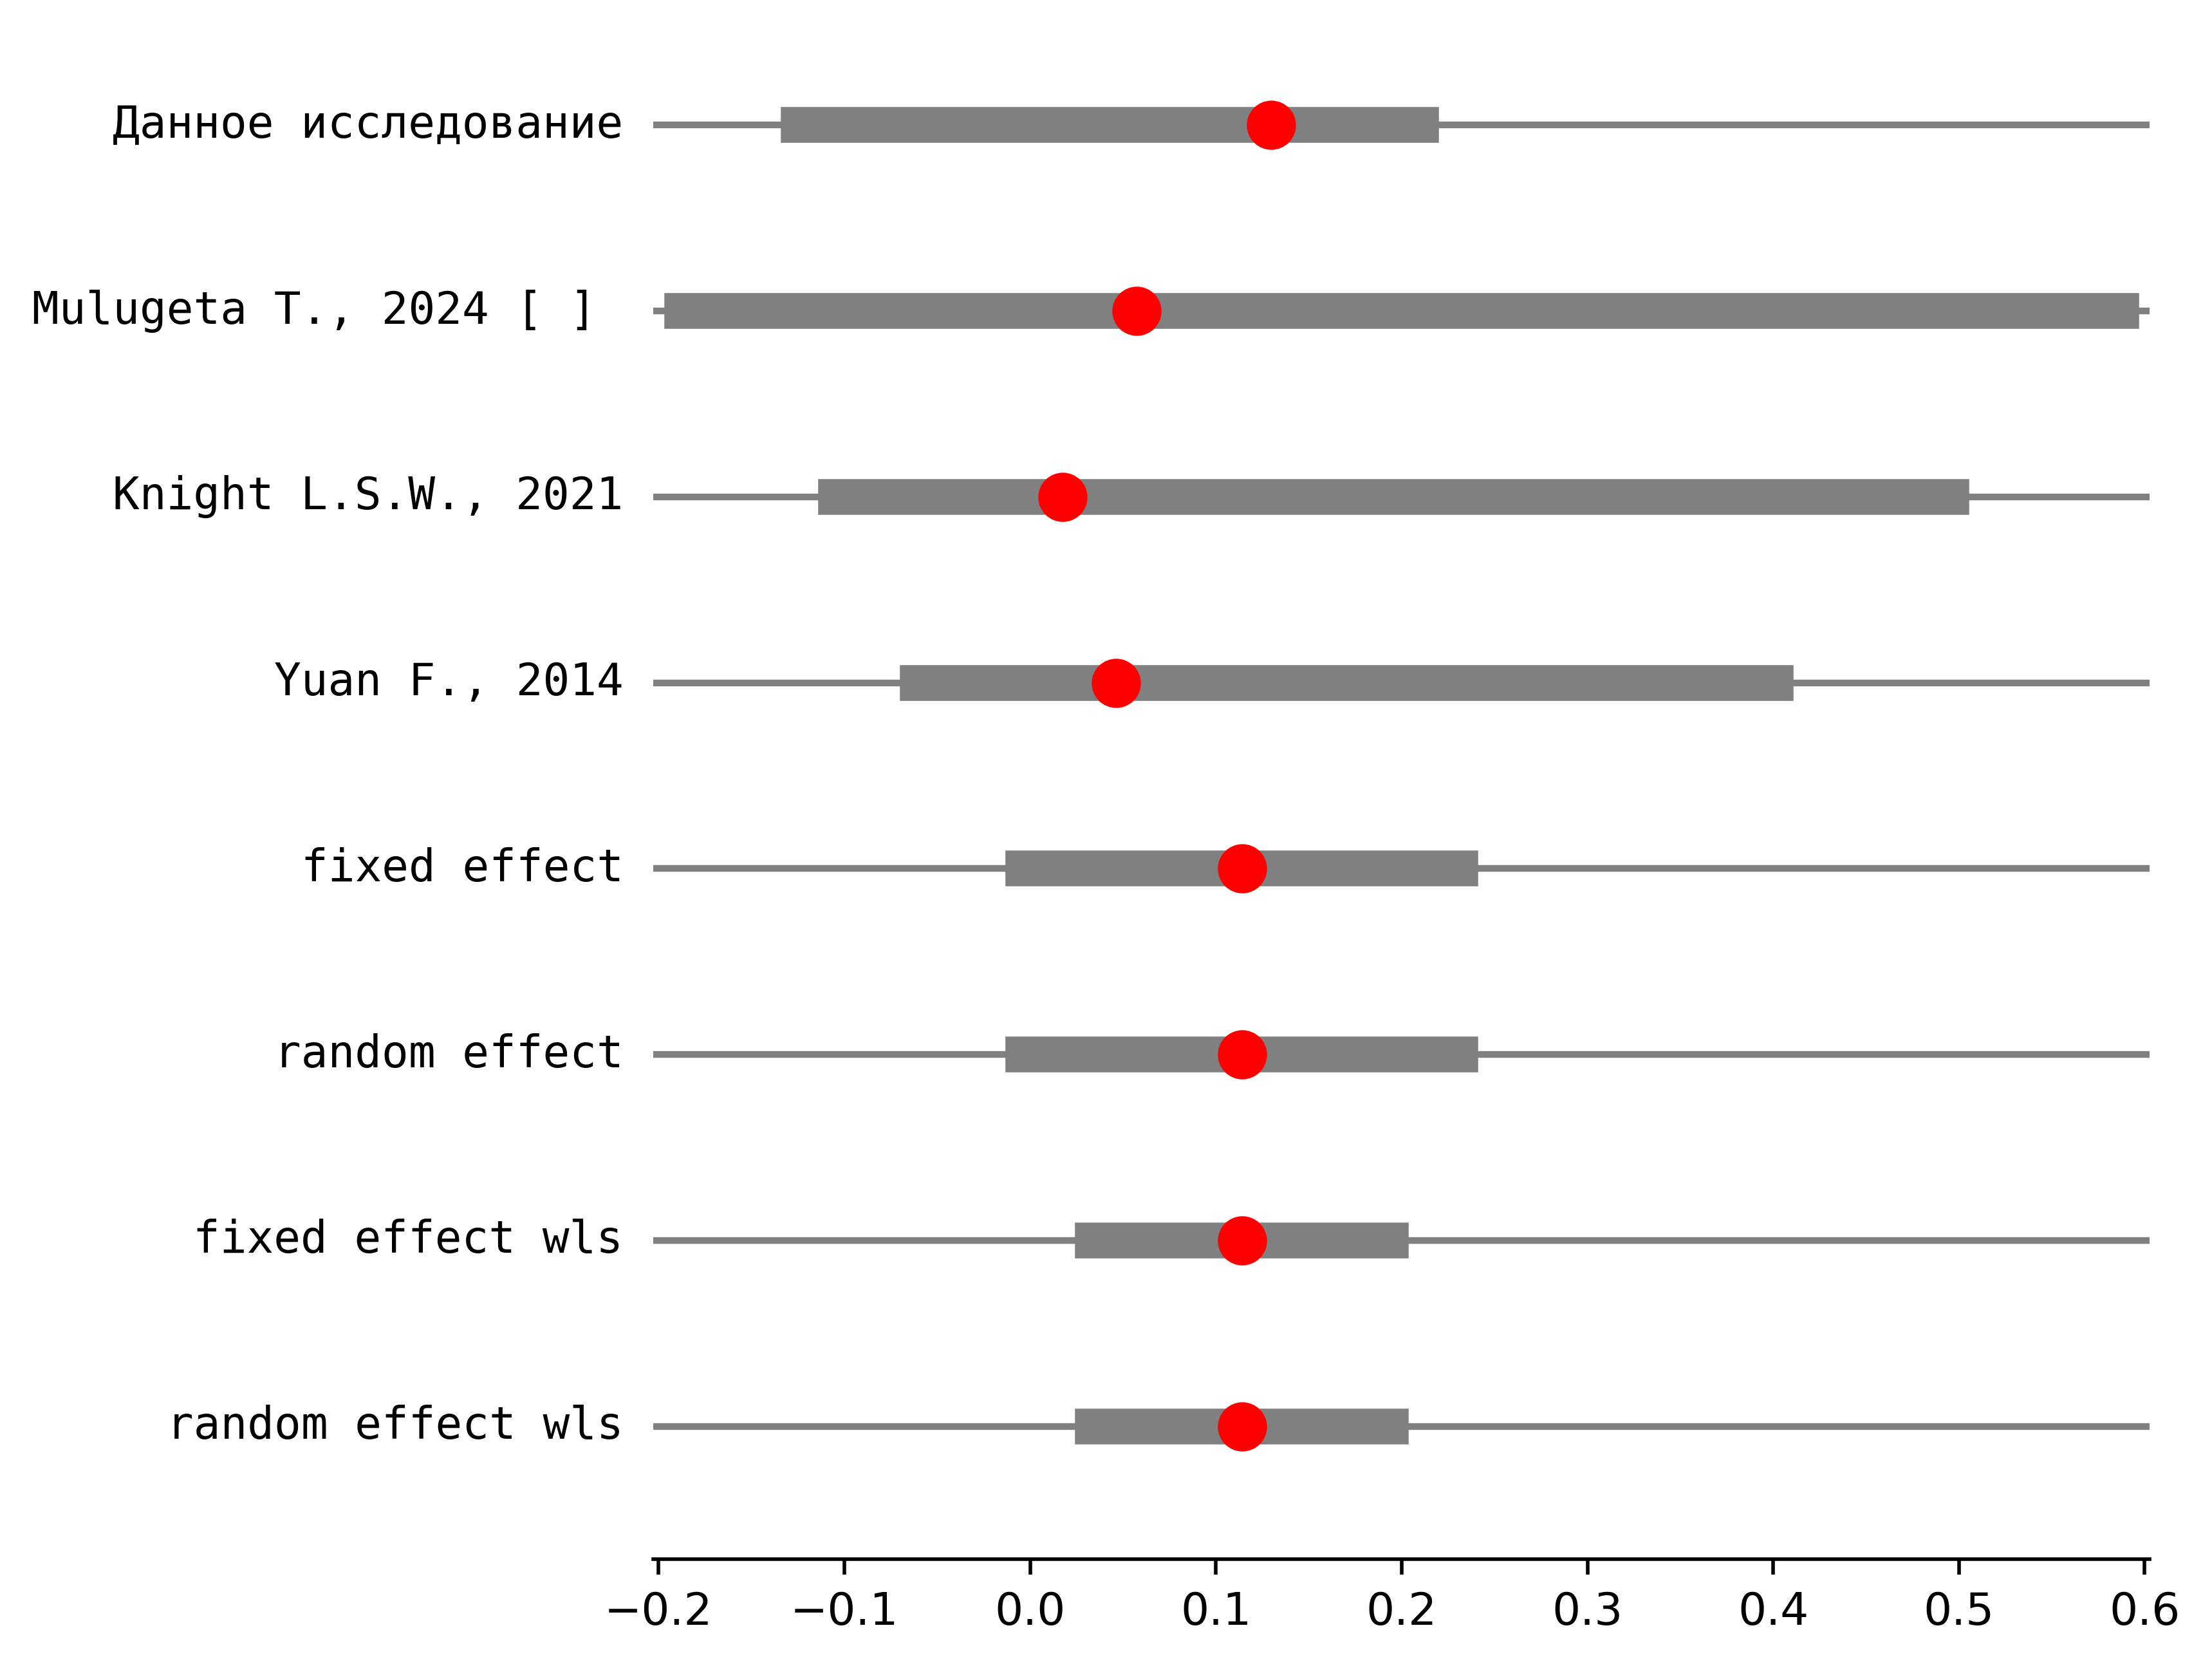 Данное исследование
Mulugeta T., 2024 [ ]
Knight L.S.W., 2021
Yuan F., 2014
fixed effect
random effect
fixed effect wls
random effect wls
−0.2 −0.1 0.0 0.1 0.2 0.3 0.4 0.5 0.6